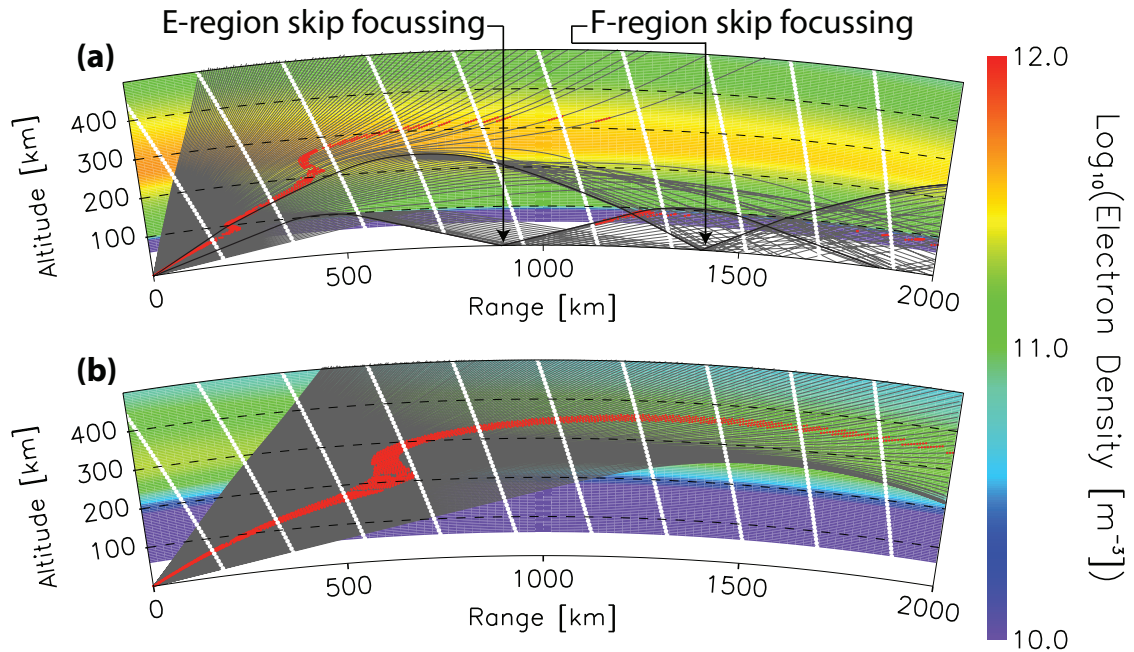 E-region skip focussing F-region skip focussing
(a)
400
300
200
100
Altitude [km]
0
500
1000
1500
2000
Range [km]
(b)
400
300
200
100
Altitude [km]
0
500
1000
1500
2000
Range [km]
12.0
11.0
10.0
Log₁₀(Electron Density [m⁻³])